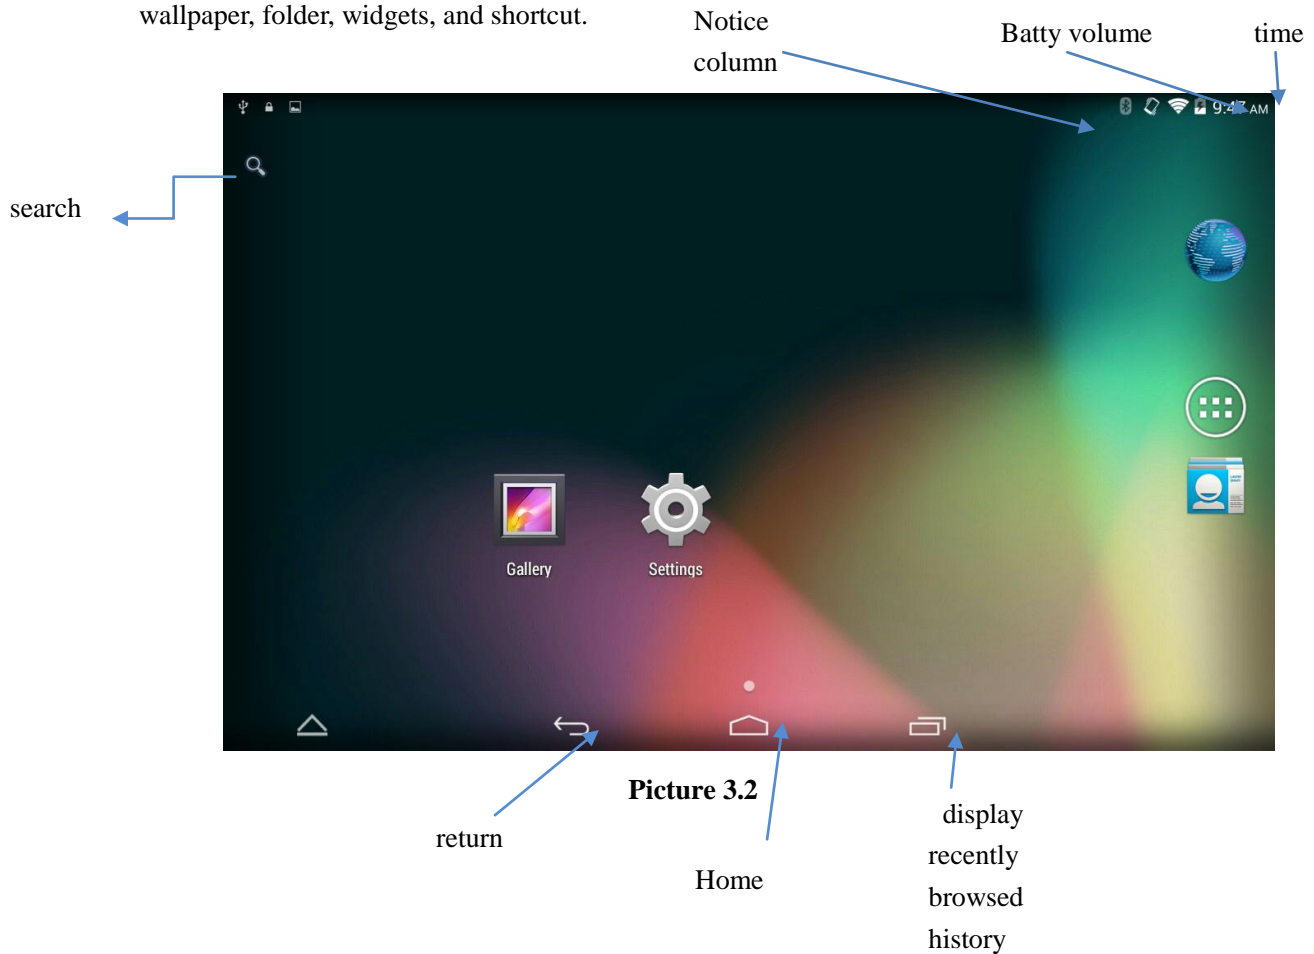 wallpaper, folder, widgets, and shortcut.
Notice
column
Batty volume
time
9:47 AM
search
Gallery
Settings
Picture 3.2
return
Home
display
recently
browsed
history